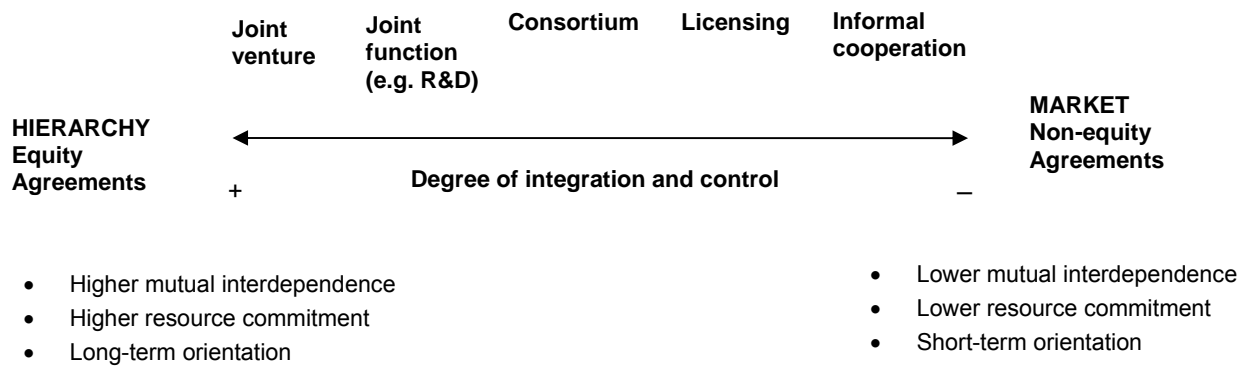 Joint
venture
Joint
function
(e.g. R&D)
Consortium
Licensing
Informal
cooperation
HIERARCHY
Equity
Agreements
MARKET
Non-equity
Agreements
+
Degree of integration and control
–
• Higher mutual interdependence
• Higher resource commitment
• Long-term orientation
• Lower mutual interdependence
• Lower resource commitment
• Short-term orientation